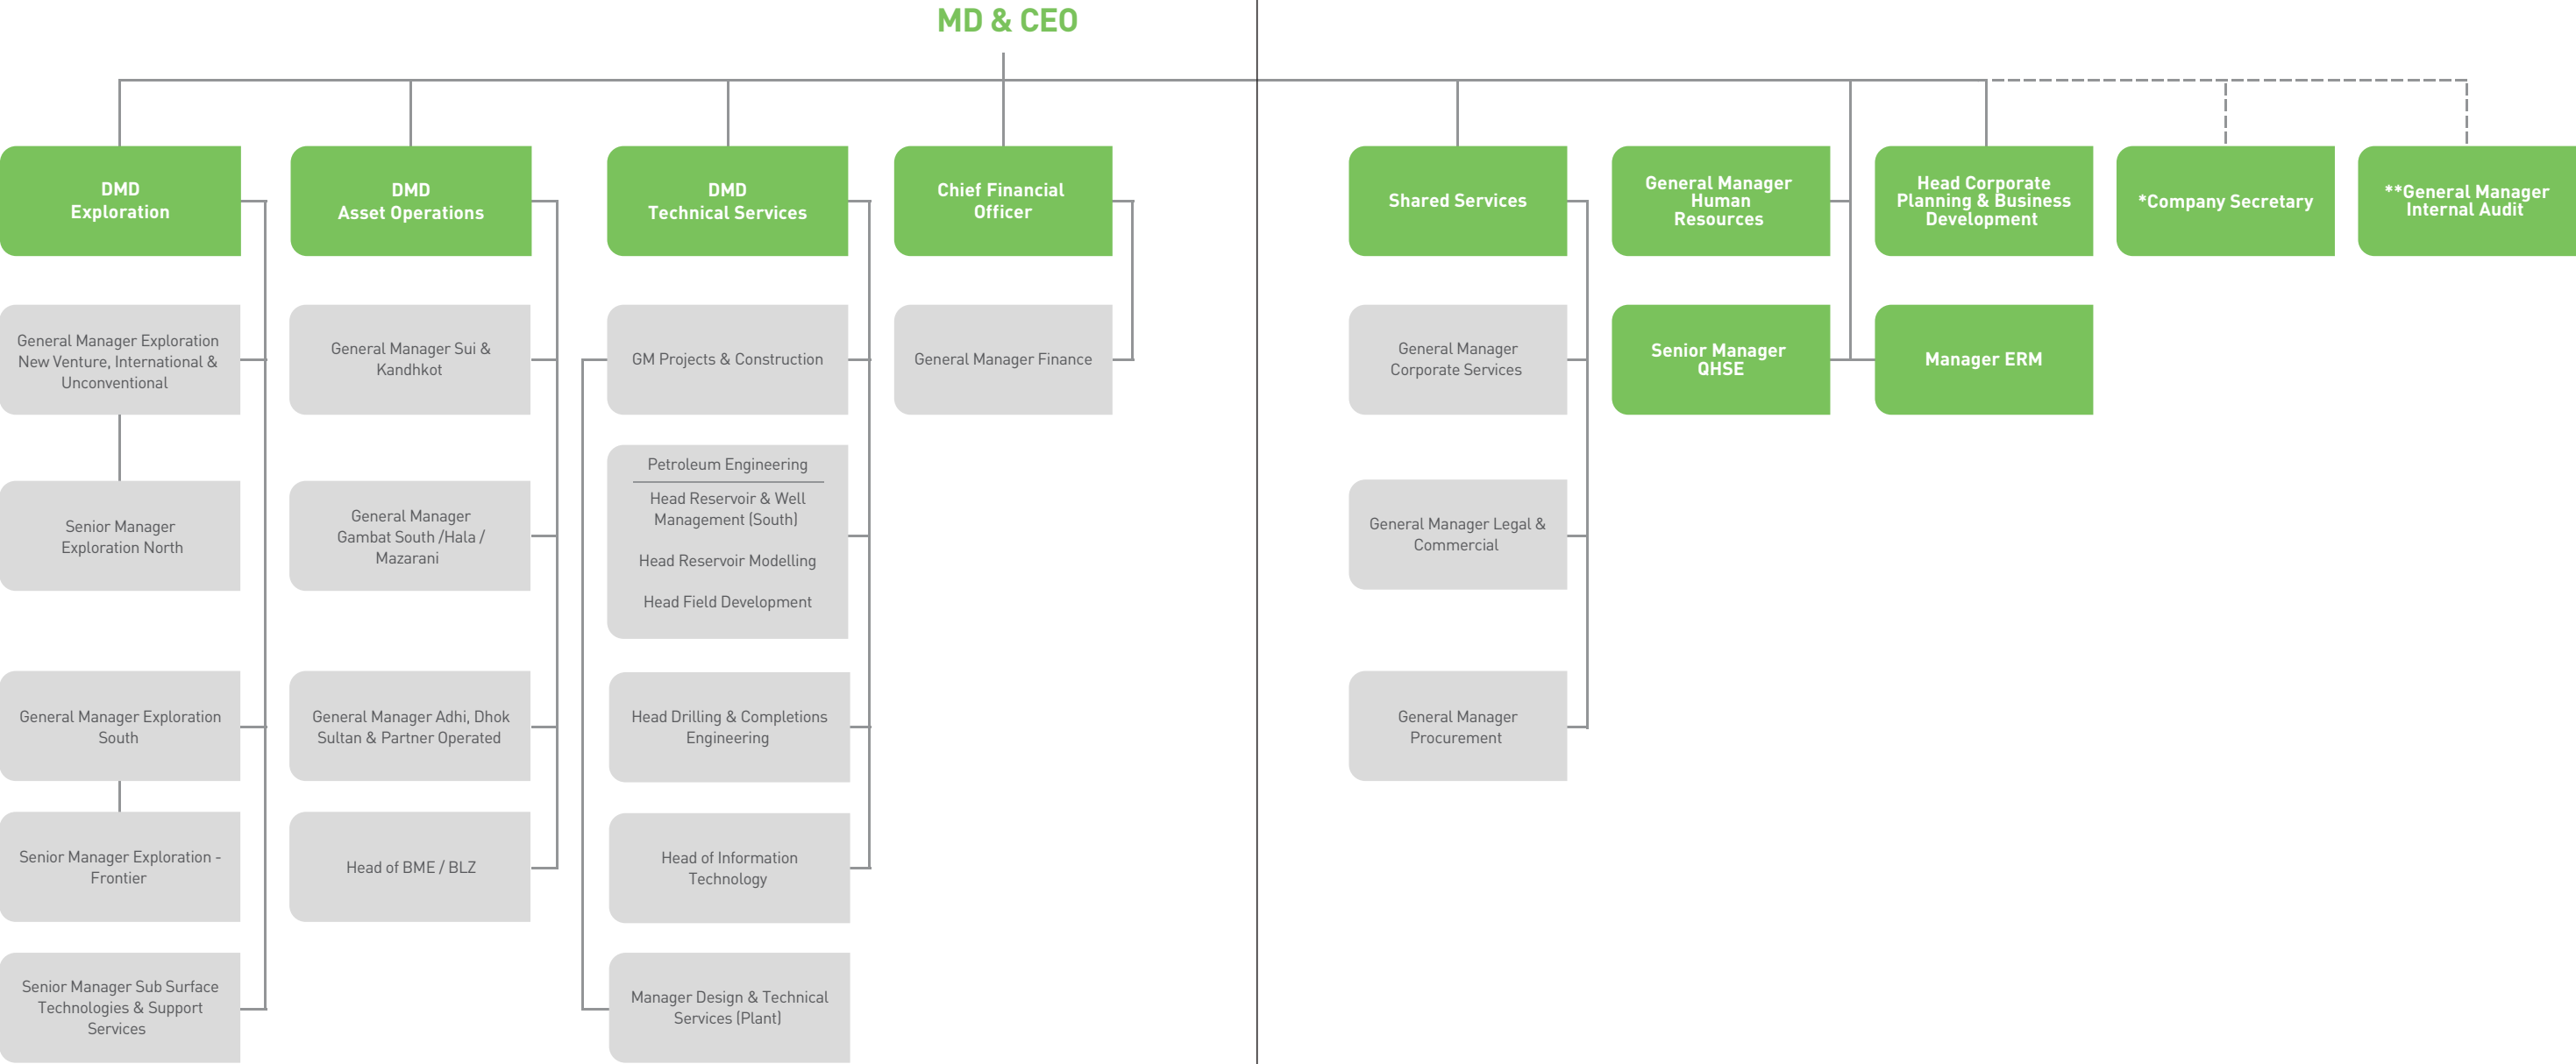 MD & CEO
DMD
Exploration
General Manager Exploration
New Venture, International &
Unconventional
Senior Manager
Exploration North
General Manager Exploration
South
Senior Manager Exploration -
Frontier
Senior Manager Sub Surface
Technologies & Support
Services
DMD
Asset Operations
General Manager Sui &
Kandhkot
General Manager
Gambat South /Hala /
Mazarani
General Manager Adhi, Dhok
Sultan & Partner Operated
Head of BME / BLZ
DMD
Technical Services
GM Projects & Construction
Petroleum Engineering
Head Reservoir & Well
Management (South)
Head Reservoir Modelling
Head Field Development
Head Drilling & Completions
Engineering
Head of Information
Technology
Manager Design & Technical
Services (Plant)
Chief Financial
Officer
General Manager Finance
Shared Services
General Manager
Corporate Services
General Manager Legal &
Commercial
General Manager
Procurement
General Manager
Human
Resources
Senior Manager
QHSE
Head Corporate
Planning & Business
Development
Manager ERM
*Company Secretary
**General Manager
Internal Audit